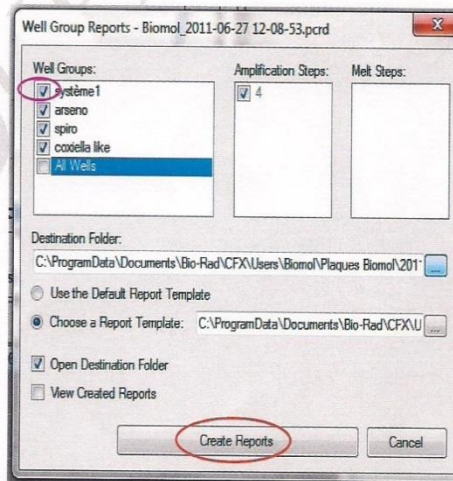 Well Group Reports - Biomol_2011-06-27 12-08-53.pcrd
X
Well Groups:
Amplification Steps:
Melt Steps:
système1
4
arseno
spiro
coxiella like
All Wells
Destination Folder:
C:\ProgramData\Documents\Bio-Rad\CFX\Users\Biomol\Plaques Biomol\201
...
Use the Default Report Template
Choose a Report Template:
C:\ProgramData\Documents\Bio-Rad\CFX\U
...
Open Destination Folder
View Created Reports
Create Reports
Cancel